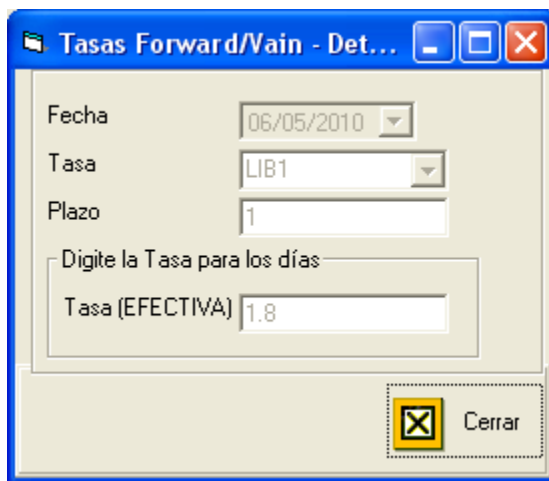 Tasas Forward/Vain - Det...
Fecha 06/05/2010
Tasa LIB1
Plazo 1
Digite la Tasa para los días
Tasa (EFECTIVA) 1.8
Cerrar